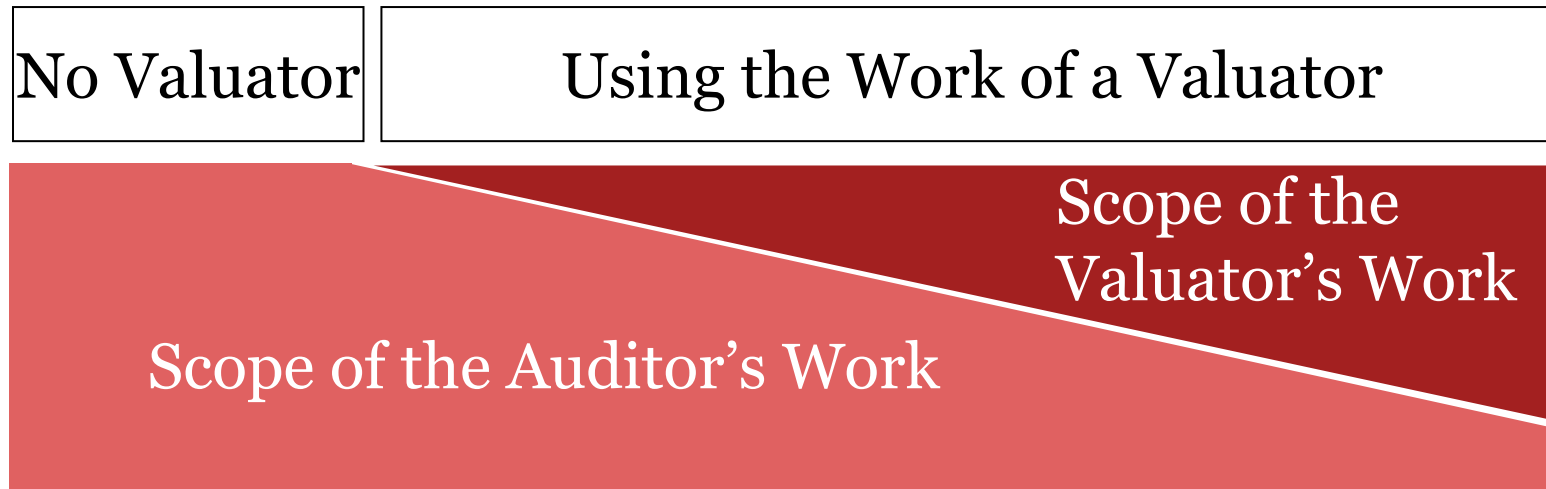 No Valuator
Using the Work of a Valuator
Scope of the
Valuator’s Work
Scope of the Auditor’s Work